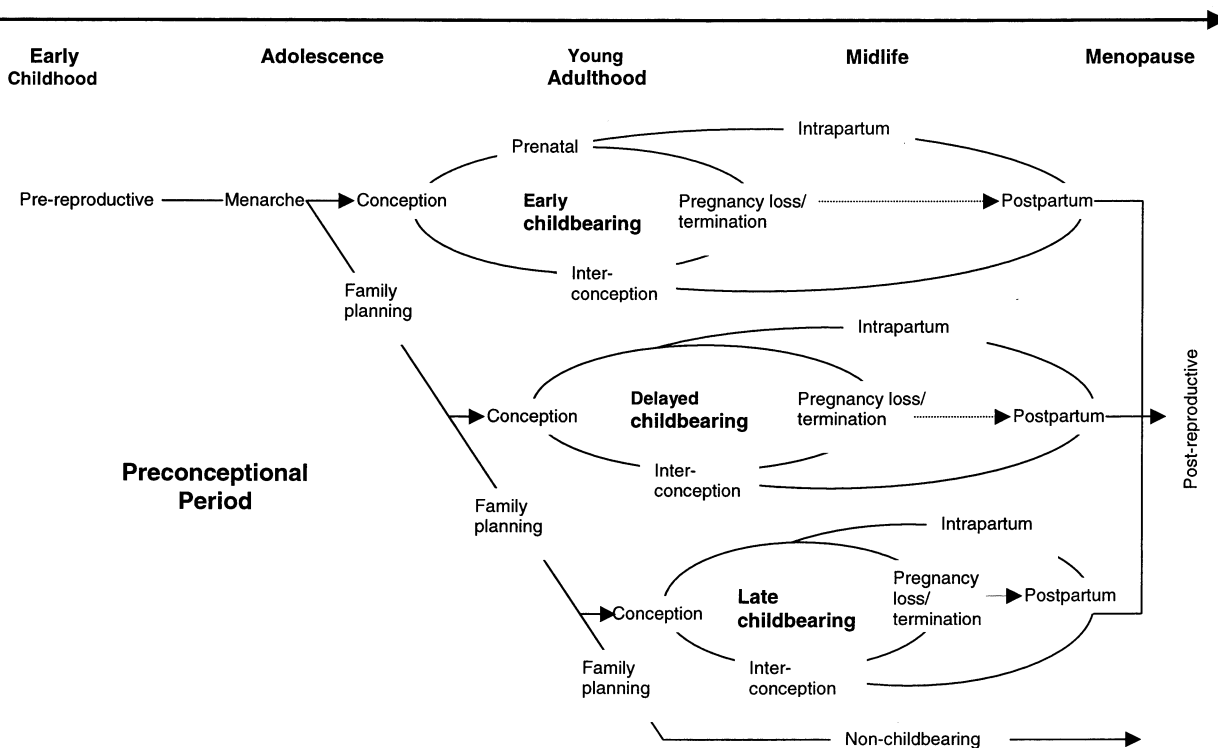 Early
Childhood
Adolescence
Young
Adulthood
Midlife
Menopause
Intrapartum
Prenatal
Pre-reproductive
Menarche
Conception
Early
childbearing
Pregnancy loss/
termination
Postpartum
Inter-
conception
Family
planning
Intrapartum
Conception
Delayed
childbearing
Pregnancy loss/
termination
Postpartum
Post-reproductive
Inter-
conception
Preconceptional
Period
Family
planning
Intrapartum
Conception
Late
childbearing
Pregnancy
loss/
termination
Postpartum
Inter-
conception
Family
planning
Non-childbearing